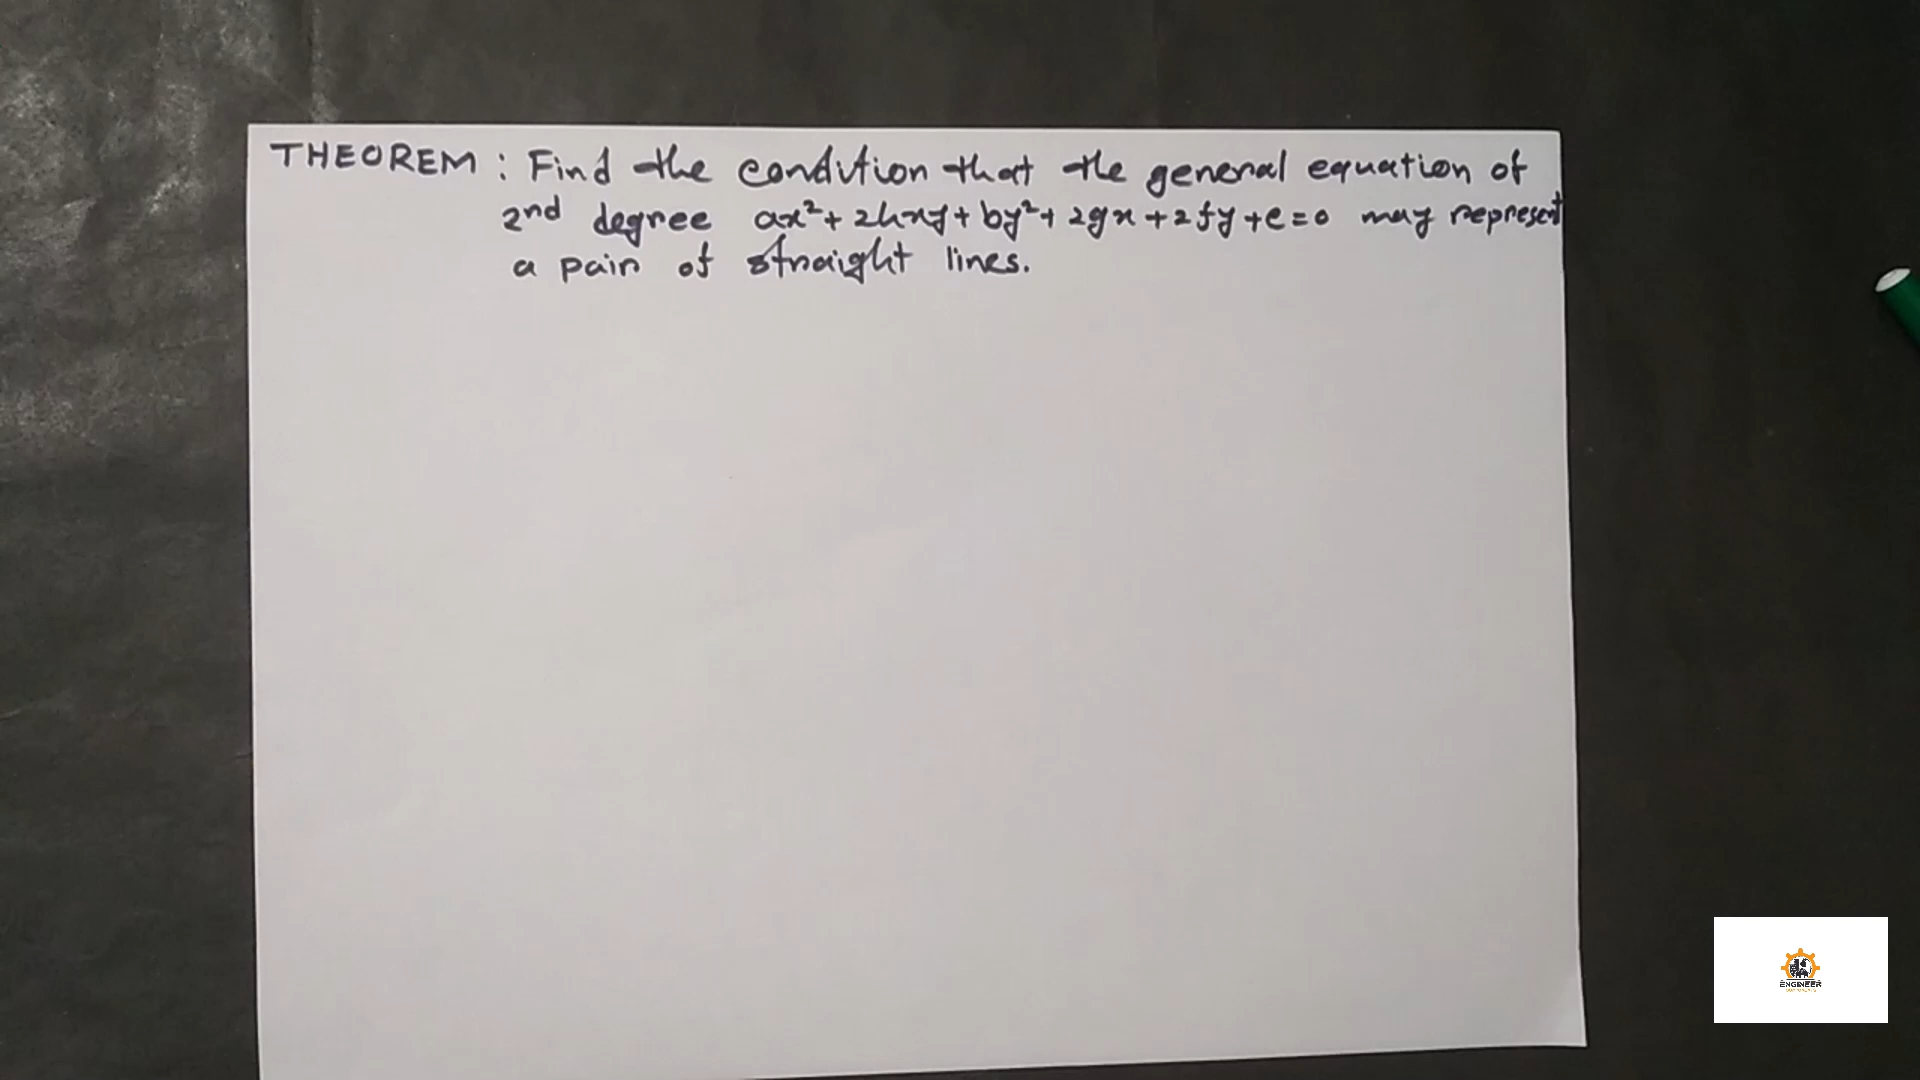 THEOREM : Find the condition that the general equation of
2nd degree ax²+2hxy+by²+2gx+2fy+c=0 may represent
a pair of straight lines.
ENGINEER